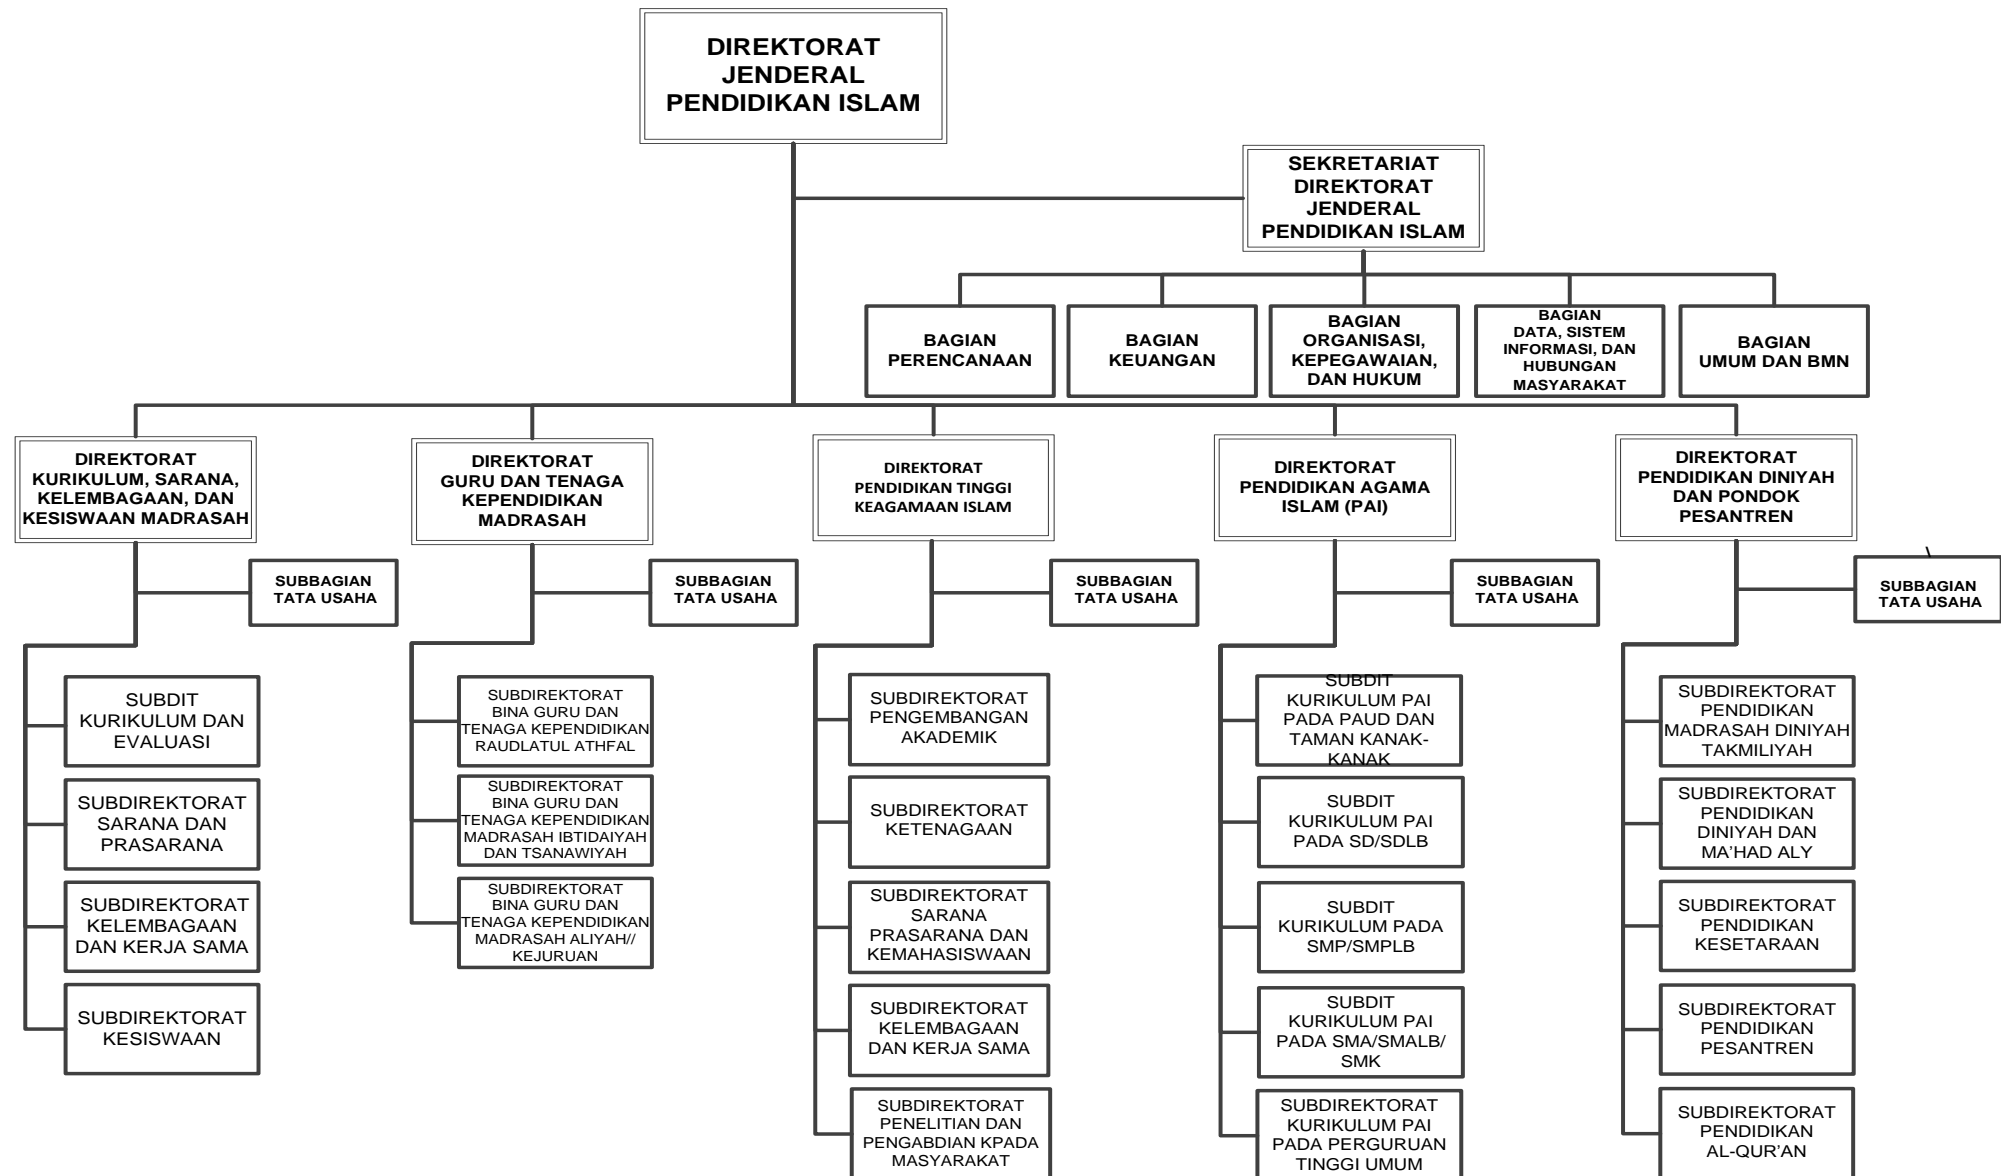 DIREKTORAT
JENDERAL
PENDIDIKAN ISLAM
SEKRETARIAT
DIREKTORAT
JENDERAL
PENDIDIKAN ISLAM
BAGIAN
PERENCANAAN
BAGIAN
KEUANGAN
BAGIAN
ORGANISASI,
KEPEGAWAIAN,
DAN HUKUM
BAGIAN
DATA, SISTEM
INFORMASI, DAN
HUBUNGAN
MASYARAKAT
BAGIAN
UMUM DAN BMN
DIREKTORAT
KURIKULUM, SARANA,
KELEMBAGAAN, DAN
KESISWAAN MADRASAH
DIREKTORAT
GURU DAN TENAGA
KEPENDIDIKAN
MADRASAH
DIREKTORAT
PENDIDIKAN TINGGI
KEAGAMAAN ISLAM
DIREKTORAT
PENDIDIKAN AGAMA
ISLAM (PAI)
DIREKTORAT
PENDIDIKAN DINIYAH
DAN PONDOK
PESANTREN
SUBBAGIAN
TATA USAHA
SUBBAGIAN
TATA USAHA
SUBBAGIAN
TATA USAHA
SUBBAGIAN
TATA USAHA
\
SUBBAGIAN
TATA USAHA
SUBDIT
KURIKULUM DAN
EVALUASI
SUBDIREKTORAT
SARANA DAN
PRASARANA
SUBDIREKTORAT
KELEMBAGAAN
DAN KERJA SAMA
SUBDIREKTORAT
KESISWAAN
SUBDIREKTORAT
BINA GURU DAN
TENAGA KEPENDIDIKAN
RAUDLATUL ATHFAL
SUBDIREKTORAT
BINA GURU DAN
TENAGA KEPENDIDIKAN
MADRASAH IBTIDAIYAH
DAN TSANAWIYAH
SUBDIREKTORAT
BINA GURU DAN
TENAGA KEPENDIDIKAN
MADRASAH ALIYAH//
KEJURUAN
SUBDIREKTORAT
PENGEMBANGAN
AKADEMIK
SUBDIREKTORAT
KETENAGAAN
SUBDIREKTORAT
SARANA
PRASARANA DAN
KEMAHASISWAAN
SUBDIREKTORAT
KELEMBAGAAN
DAN KERJA SAMA
SUBDIREKTORAT
PENELITIAN DAN
PENGABDIAN KPADA
MASYARAKAT
SUBDIT
KURIKULUM PAI
PADA PAUD DAN
TAMAN KANAK-
KANAK
SUBDIT
KURIKULUM PAI
PADA SD/SDLB
SUBDIT
KURIKULUM PADA
SMP/SMPLB
SUBDIT
KURIKULUM PAI
PADA SMA/SMALB/
SMK
SUBDIREKTORAT
KURIKULUM PAI
PADA PERGURUAN
TINGGI UMUM
SUBDIREKTORAT
PENDIDIKAN
MADRASAH DINIYAH
TAKMILIYAH
SUBDIREKTORAT
PENDIDIKAN
DINIYAH DAN
MA’HAD ALY
SUBDIREKTORAT
PENDIDIKAN
KESETARAAN
SUBDIREKTORAT
PENDIDIKAN
PESANTREN
SUBDIREKTORAT
PENDIDIKAN
AL-QUR’AN